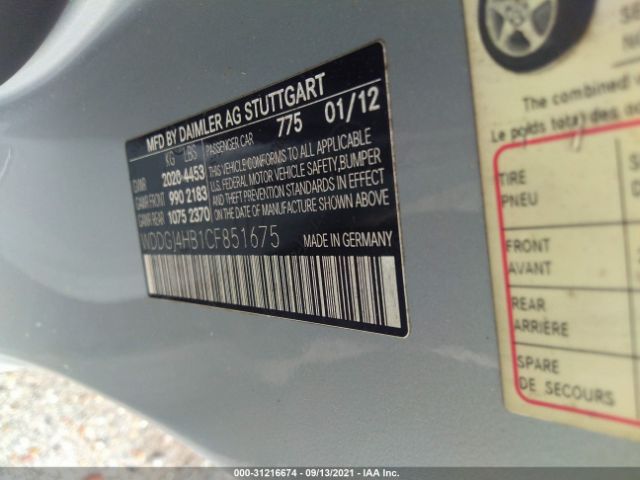 MFD BY DAIMLER AG STUTTGART
PASSENGER CAR 775 01/12
KG LBS
GVWR 2020 4453
GAWR FRONT 990 2183
GAWR REAR 1075 2370
THIS VEHICLE CONFORMS TO ALL APPLICABLE
U.S. FEDERAL MOTOR VEHICLE SAFETY, BUMPER
AND THEFT PREVENTION STANDARDS IN EFFECT
ON THE DATE OF MANUFACTURE SHOWN ABOVE
WDDGJ4HB1CF851675 MADE IN GERMANY
The combined
Le poids total des
TIRE
PNEU
FRONT
AVANT
REAR
ARRIÈRE
SPARE
DE SECOURS
000-31216674 - 09/13/2021 - IAA Inc.